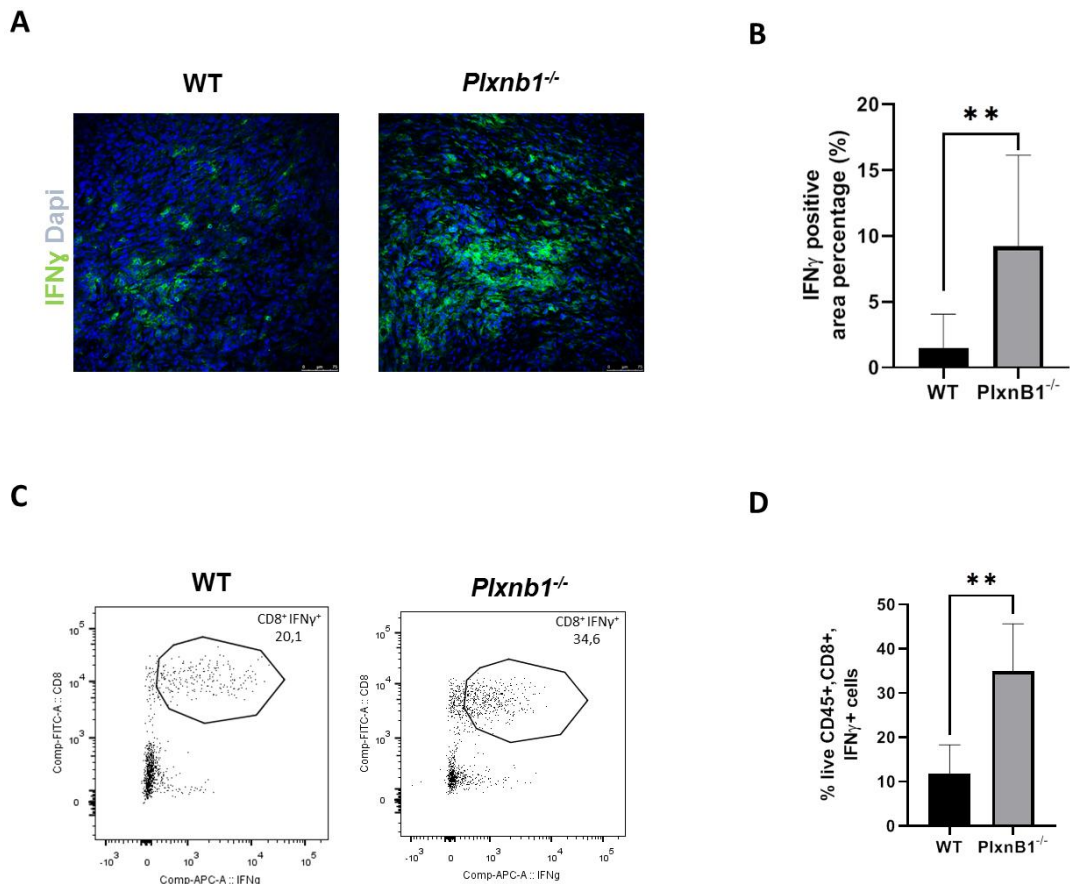 A
WT
Plxnb1-/-
IFNɣ Dapi
B
20
15
10
5
0
IFNγ positive
area percentage (%)
**
WT
PlxnB1-/-
C
WT
CD8+ IFNγ+
20,1
10^5
10^4
10^3
0
Comp-FITC-A :: CD8
-10^3
0
10^3
10^4
10^5
Comp-APC-A :: IFNg
Plxnb1-/-
CD8+ IFNγ+
34,6
10^5
10^4
10^3
0
Comp-FITC-A :: CD8
-10^3
0
10^3
10^4
10^5
Comp-APC-A :: IFNg
D
50
40
30
20
10
0
% live CD45+,CD8+,
IFNγ+ cells
**
WT
PlxnB1-/-